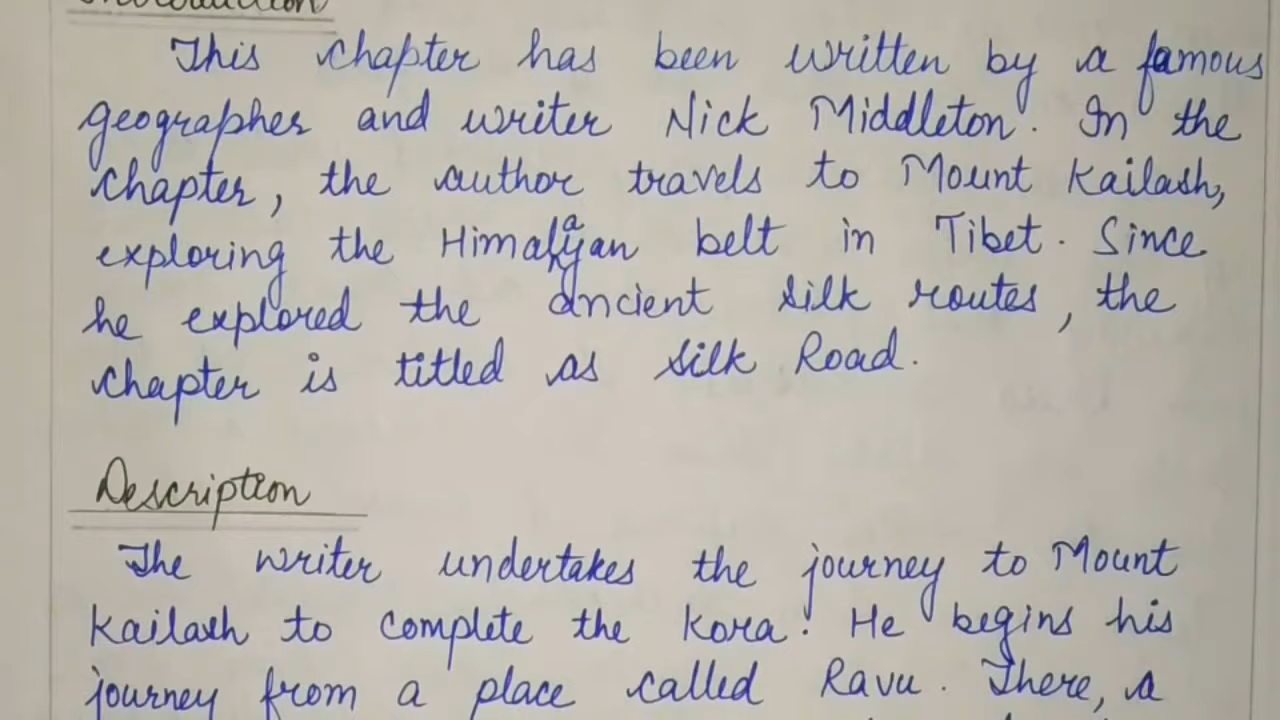 Introduction
This chapter has been written by a famous
geographer and writer Nick Middleton. In the
chapter, the author travels to Mount Kailash,
exploring the Himalayan belt in Tibet. Since
he explored the ancient silk routes, the
chapter is titled as Silk Road.
Description
The writer undertakes the journey to Mount
Kailash to complete the Kora. He begins his
journey from a place called Ravu. There, a